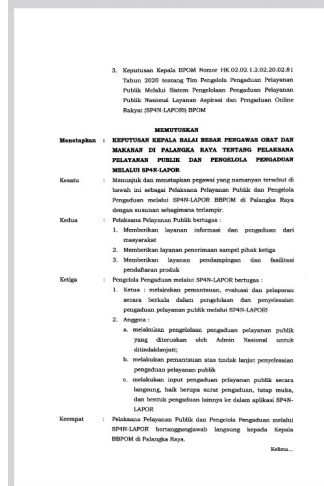 3. Keputusan Kepala BPOM Nomor HK.02.02.1.2.02.20.02.81
Tahun 2020 tentang Tim Pengelola Pengaduan Pelayanan
Publik Melalui Sistem Pengelolaan Pengaduan Pelayanan
Publik Nasional Layanan Aspirasi dan Pengaduan Online
Rakyat (SP4N-LAPOR!) BPOM
MEMUTUSKAN
Menetapkan : KEPUTUSAN KEPALA BALAI BESAR PENGAWAS OBAT DAN
MAKANAN DI PALANGKA RAYA TENTANG PELAKSANA
PELAYANAN PUBLIK DAN PENGELOLA PENGADUAN
MELALUI SP4N-LAPOR
Kesatu : Menunjuk dan menetapkan pegawai yang namanya tersebut di
bawah ini sebagai Pelaksana Pelayanan Publik dan Pengelola
Pengaduan melalui SP4N-LAPOR BBPOM di Palangka Raya
dengan susunan sebagaimana terlampir.
Kedua : Pelaksana Pelayanan Publik bertugas :
1. Memberikan layanan informasi dan pengaduan dari
masyarakat
2. Memberikan layanan penerimaan sampel pihak ketiga
3. Memberikan layanan pendampingan dan fasilitasi
pendaftaran produk
Ketiga : Pengelola Pengaduan melalui SP4N-LAPOR bertugas :
1. Ketua : melakukan pemantauan, evaluasi dan pelaporan
secara berkala dalam pengelolaan dan penyelesaian
pengaduan pelayanan publik melalui SP4N-LAPOR!
2. Anggota :
a. melakukan pengelolaan pengaduan pelayanan publik
yang diteruskan oleh Admin Nasional untuk
ditindaklanjuti;
b. melakukan pemantauan atas tindak lanjut penyelesaian
pengaduan pelayanan publik
c. melakukan input pengaduan pelayanan publik secara
langsung, baik berupa surat pengaduan, tatap muka,
dan bentuk pengaduan lainnya ke dalam aplikasi SP4N-
LAPOR
Keempat : Pelaksana Pelayanan Publik dan Pengelola Pengaduan melalui
SP4N-LAPOR bertanggungjawab langsung kepada Kepala
BBPOM di Palangka Raya.
Kelima...